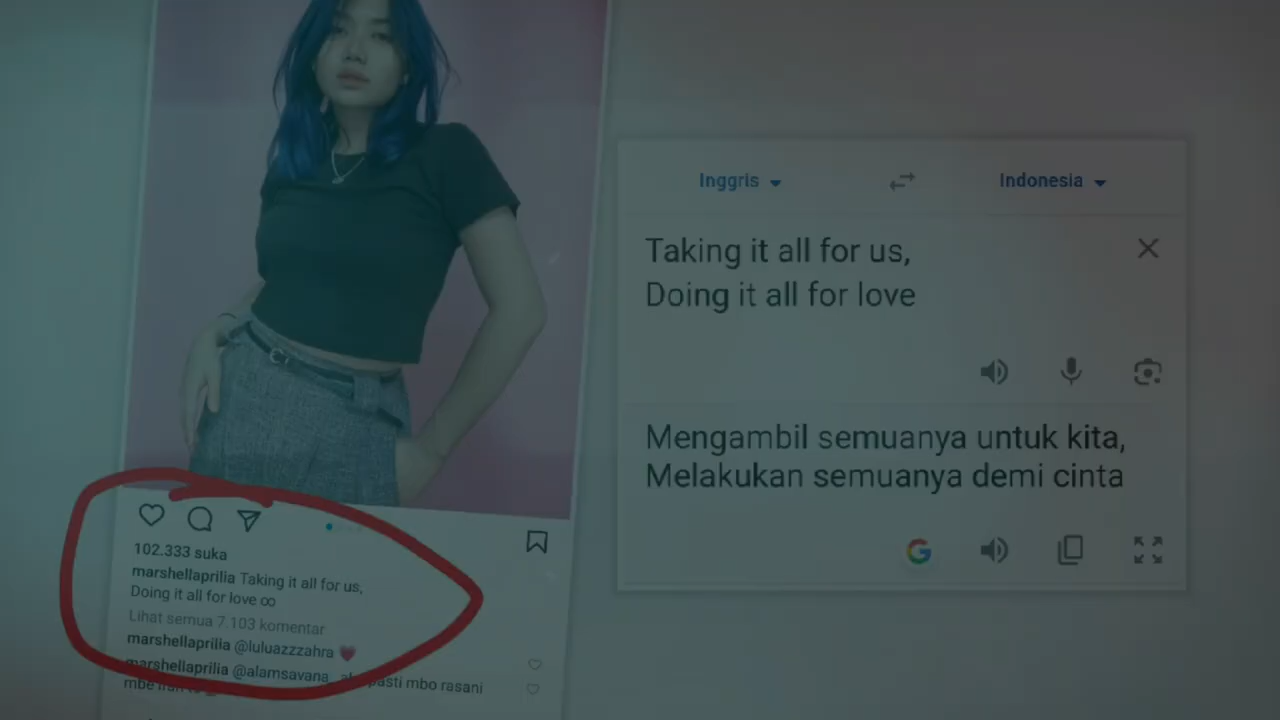 102.333 suka
marshellaprilia Taking it all for us,
Doing it all for love ∞
Lihat semua 7.103 komentar
marshellaprilia @luluazzzahra ❤
marshellaprilia @alamsavana pasti mbo rasani
mbe
Inggris
Indonesia
Taking it all for us,
Doing it all for love
Mengambil semuanya untuk kita,
Melakukan semuanya demi cinta